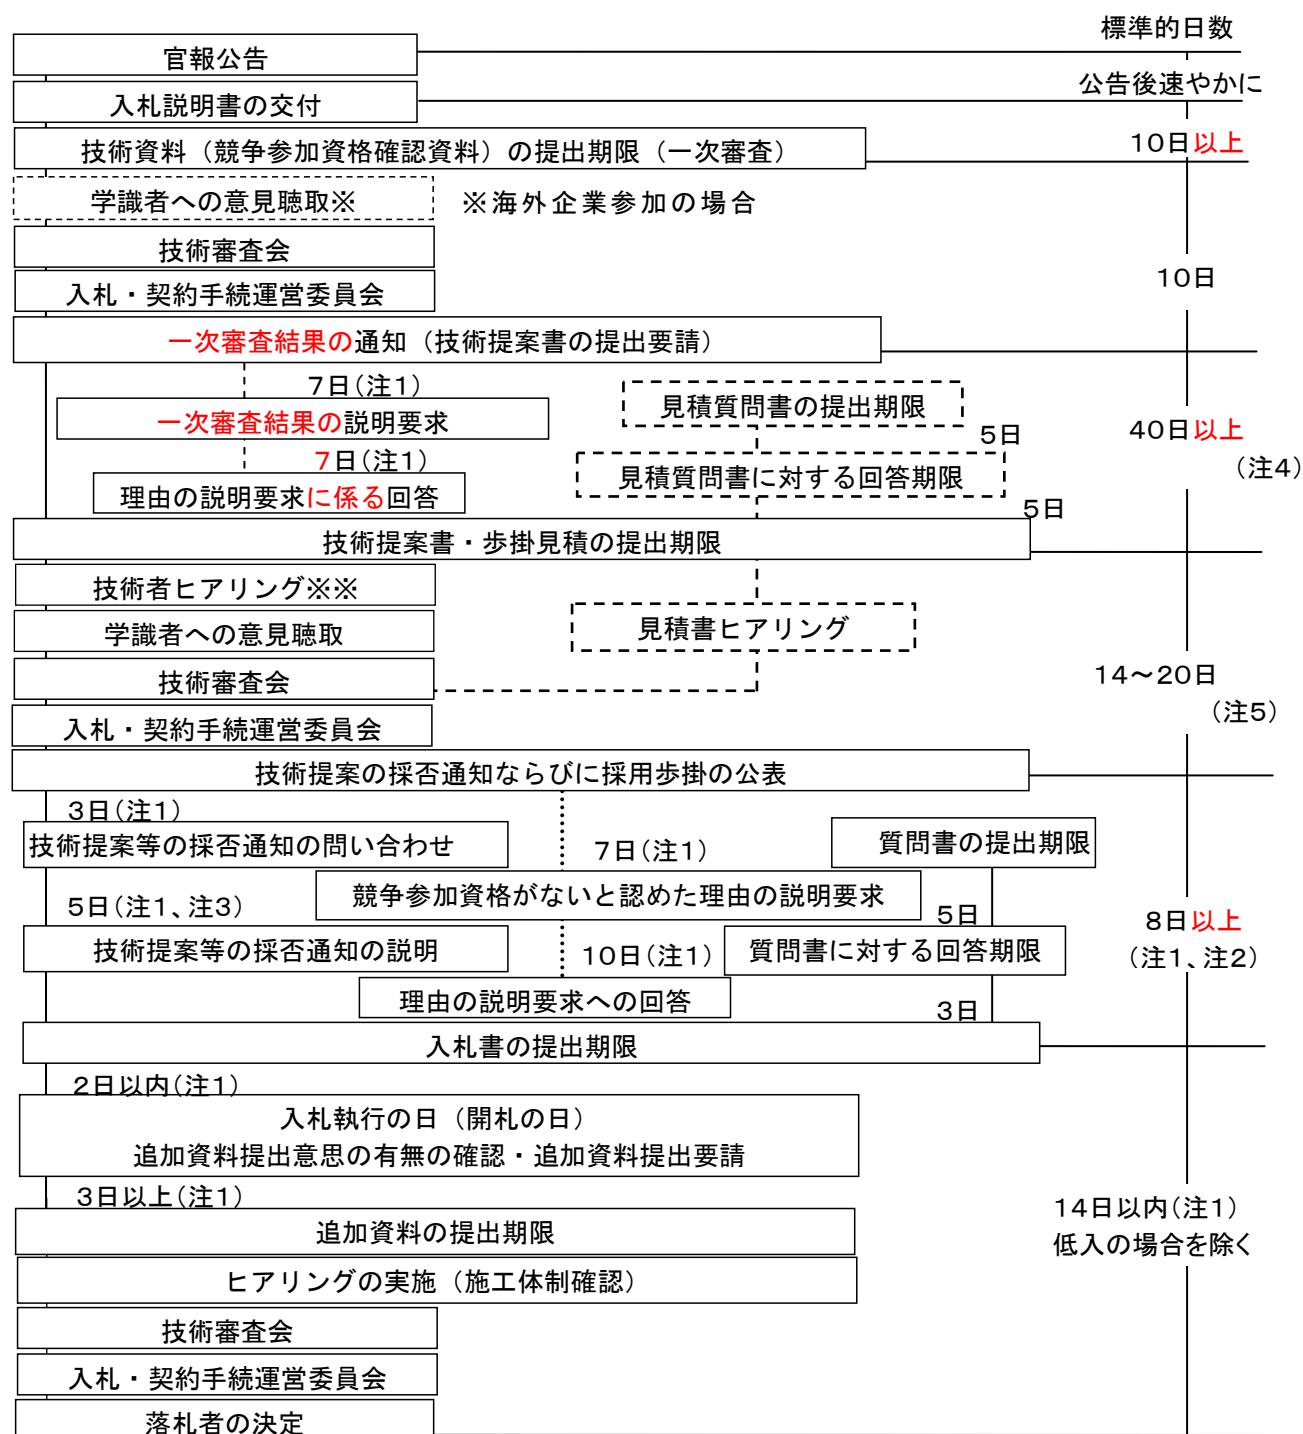 標準的日数
官報公告
公告後速やかに
入札説明書の交付
10日以上
技術資料（競争参加資格確認資料）の提出期限（一次審査）
学識者への意見聴取※
※海外企業参加の場合
技術審査会
10日
入札・契約手続運営委員会
一次審査結果の通知（技術提案書の提出要請）
7日（注1）
見積質問書の提出期限
一次審査結果の説明要求
5日
40日以上
（注4）
7日（注1）
見積質問書に対する回答期限
理由の説明要求に係る回答
5日
技術提案書・歩掛見積の提出期限
技術者ヒアリング※※
学識者への意見聴取
見積書ヒアリング
技術審査会
14～20日
（注5）
入札・契約手続運営委員会
技術提案の採否通知ならびに採用歩掛の公表
3日（注1）
技術提案等の採否通知の問い合わせ
7日（注1）
質問書の提出期限
競争参加資格がないと認めた理由の説明要求
5日（注1、注3）
5日
8日以上
（注1、注2）
技術提案等の採否通知の説明
10日（注1）
質問書に対する回答期限
理由の説明要求への回答
3日
入札書の提出期限
2日以内（注1）
入札執行の日（開札の日）
追加資料提出意思の有無の確認・追加資料提出要請
3日以上（注1）
14日以内（注1）
低入の場合を除く
追加資料の提出期限
ヒアリングの実施（施工体制確認）
技術審査会
入札・契約手続運営委員会
落札者の決定